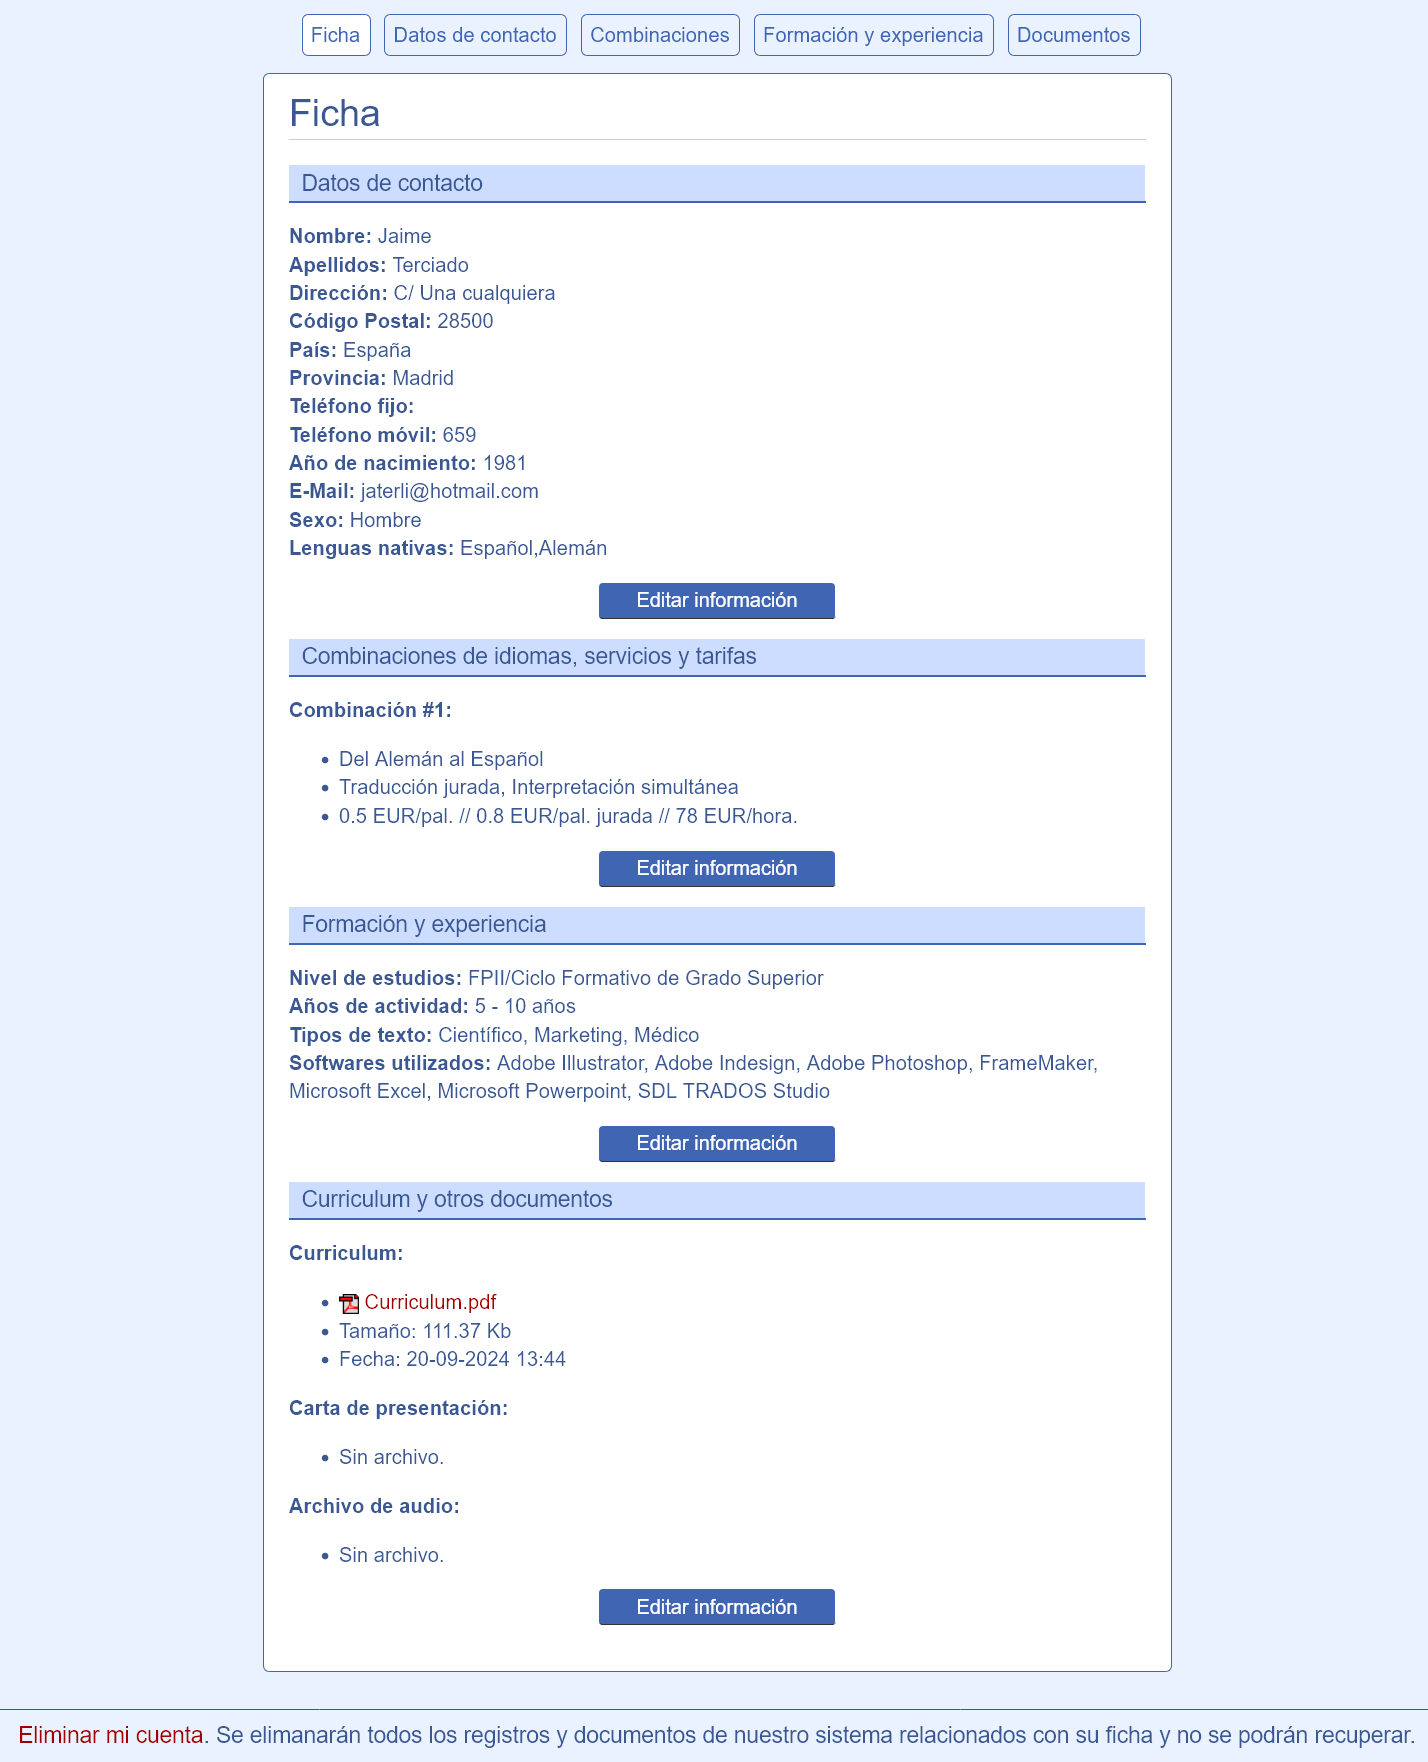 Ficha
Datos de contacto
Combinaciones
Formación y experiencia
Documentos
Ficha
Datos de contacto
Nombre: Jaime
Apellidos: Terciado
Dirección: C/ Una cualquiera
Código Postal: 28500
País: España
Provincia: Madrid
Teléfono fijo:
Teléfono móvil: 659
Año de nacimiento: 1981
E-Mail: jaterli@hotmail.com
Sexo: Hombre
Lenguas nativas: Español,Alemán
Editar información
Combinaciones de idiomas, servicios y tarifas
Combinación #1:
• Del Alemán al Español
• Traducción jurada, Interpretación simultánea
• 0.5 EUR/pal. // 0.8 EUR/pal. jurada // 78 EUR/hora.
Editar información
Formación y experiencia
Nivel de estudios: FPII/Ciclo Formativo de Grado Superior
Años de actividad: 5 - 10 años
Tipos de texto: Científico, Marketing, Médico
Softwares utilizados: Adobe Illustrator, Adobe Indesign, Adobe Photoshop, FrameMaker,
Microsoft Excel, Microsoft Powerpoint, SDL TRADOS Studio
Editar información
Curriculum y otros documentos
Curriculum:
• Curriculum.pdf
• Tamaño: 111.37 Kb
• Fecha: 20-09-2024 13:44
Carta de presentación:
• Sin archivo.
Archivo de audio:
• Sin archivo.
Editar información
Eliminar mi cuenta. Se elimanarán todos los registros y documentos de nuestro sistema relacionados con su ficha y no se podrán recuperar.